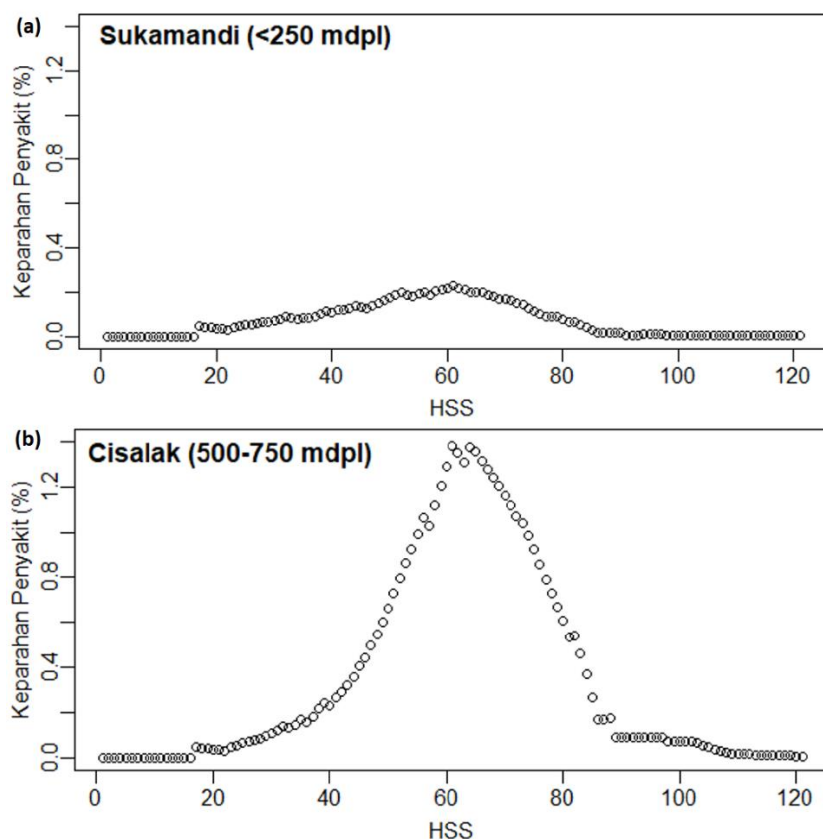 (a)
Sukamandi (<250 mdpl)
Keparahan Penyakit (%)
1.2
0.8
0.4
0.0
0 20 40 60 80 100 120
HSS
(b)
Cisalak (500-750 mdpl)
Keparahan Penyakit (%)
1.2
0.8
0.4
0.0
0 20 40 60 80 100 120
HSS